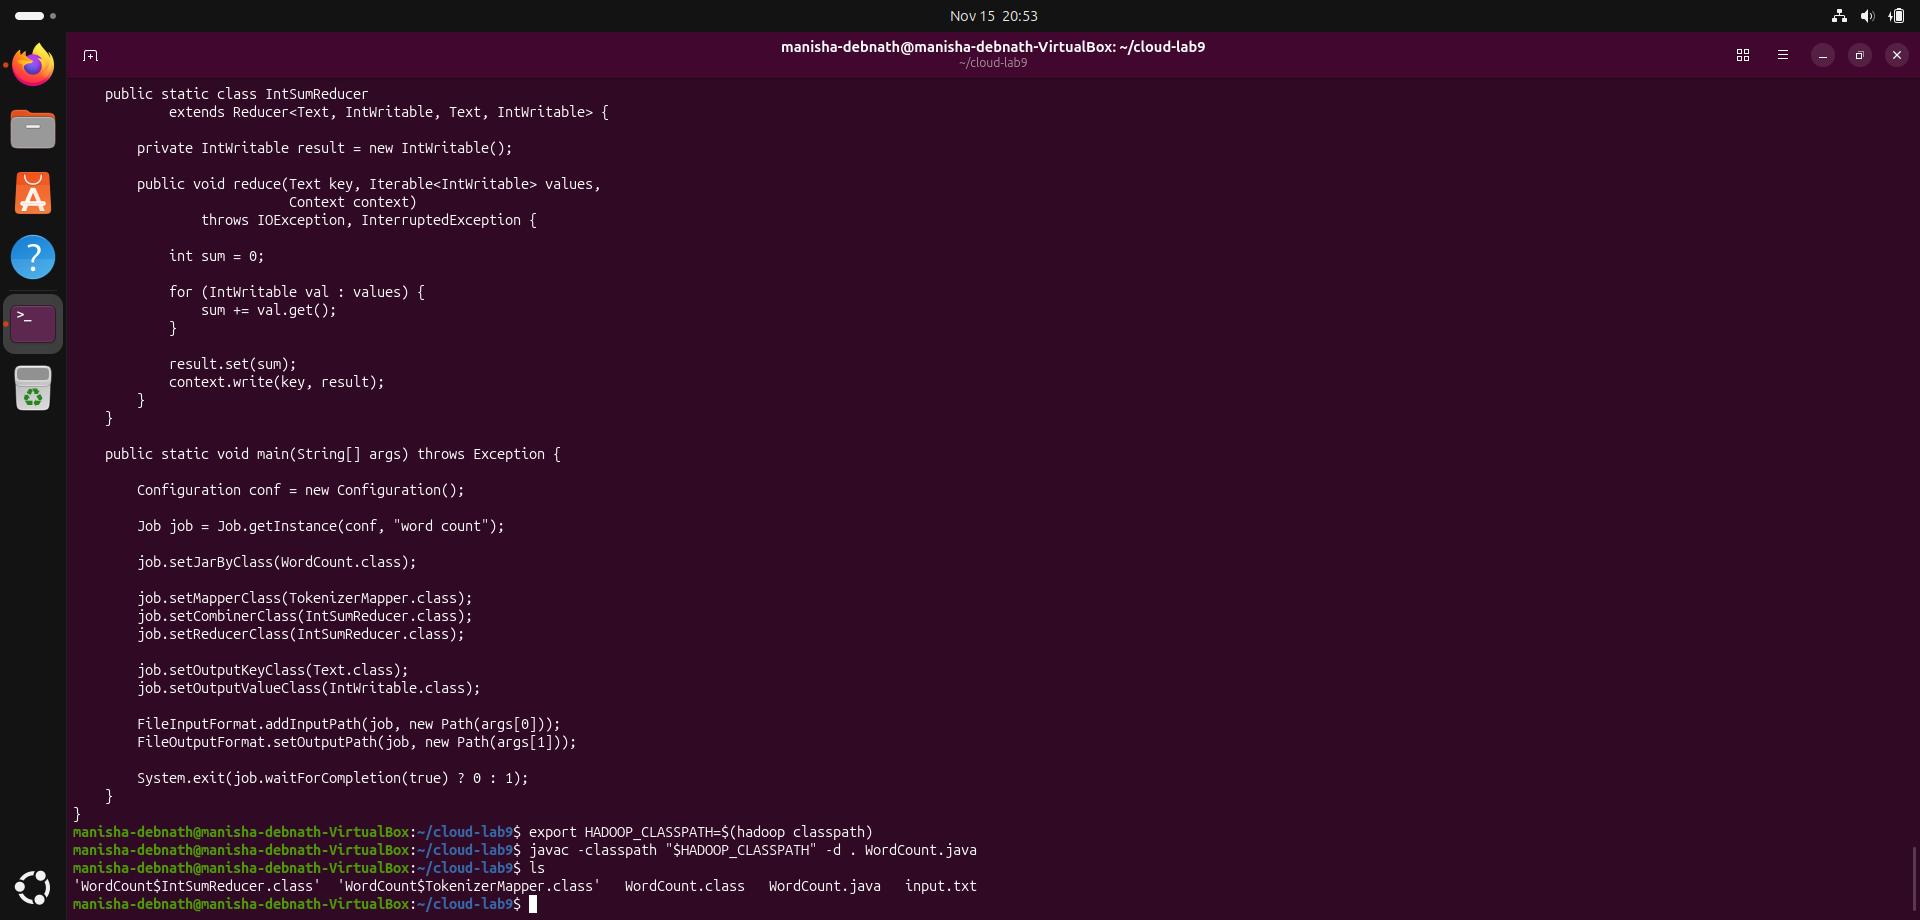 Nov 15 20:53
manisha-debnath@manisha-debnath-VirtualBox: ~/cloud-lab9
~/cloud-lab9
    public static class IntSumReducer
            extends Reducer<Text, IntWritable, Text, IntWritable> {
        private IntWritable result = new IntWritable();
        public void reduce(Text key, Iterable<IntWritable> values,
                           Context context)
                throws IOException, InterruptedException {
            int sum = 0;
            for (IntWritable val : values) {
                sum += val.get();
            }
            result.set(sum);
            context.write(key, result);
        }
    }
    public static void main(String[] args) throws Exception {
        Configuration conf = new Configuration();
        Job job = Job.getInstance(conf, "word count");
        job.setJarByClass(WordCount.class);
        job.setMapperClass(TokenizerMapper.class);
        job.setCombinerClass(IntSumReducer.class);
        job.setReducerClass(IntSumReducer.class);
        job.setOutputKeyClass(Text.class);
        job.setOutputValueClass(IntWritable.class);
        FileInputFormat.addInputPath(job, new Path(args[0]));
        FileOutputFormat.setOutputPath(job, new Path(args[1]));
        System.exit(job.waitForCompletion(true) ? 0 : 1);
    }
}
manisha-debnath@manisha-debnath-VirtualBox:~/cloud-lab9$ export HADOOP_CLASSPATH=$(hadoop classpath)
manisha-debnath@manisha-debnath-VirtualBox:~/cloud-lab9$ javac -classpath "$HADOOP_CLASSPATH" -d . WordCount.java
manisha-debnath@manisha-debnath-VirtualBox:~/cloud-lab9$ ls
'WordCount$IntSumReducer.class'  'WordCount$TokenizerMapper.class'   WordCount.class   WordCount.java   input.txt
manisha-debnath@manisha-debnath-VirtualBox:~/cloud-lab9$